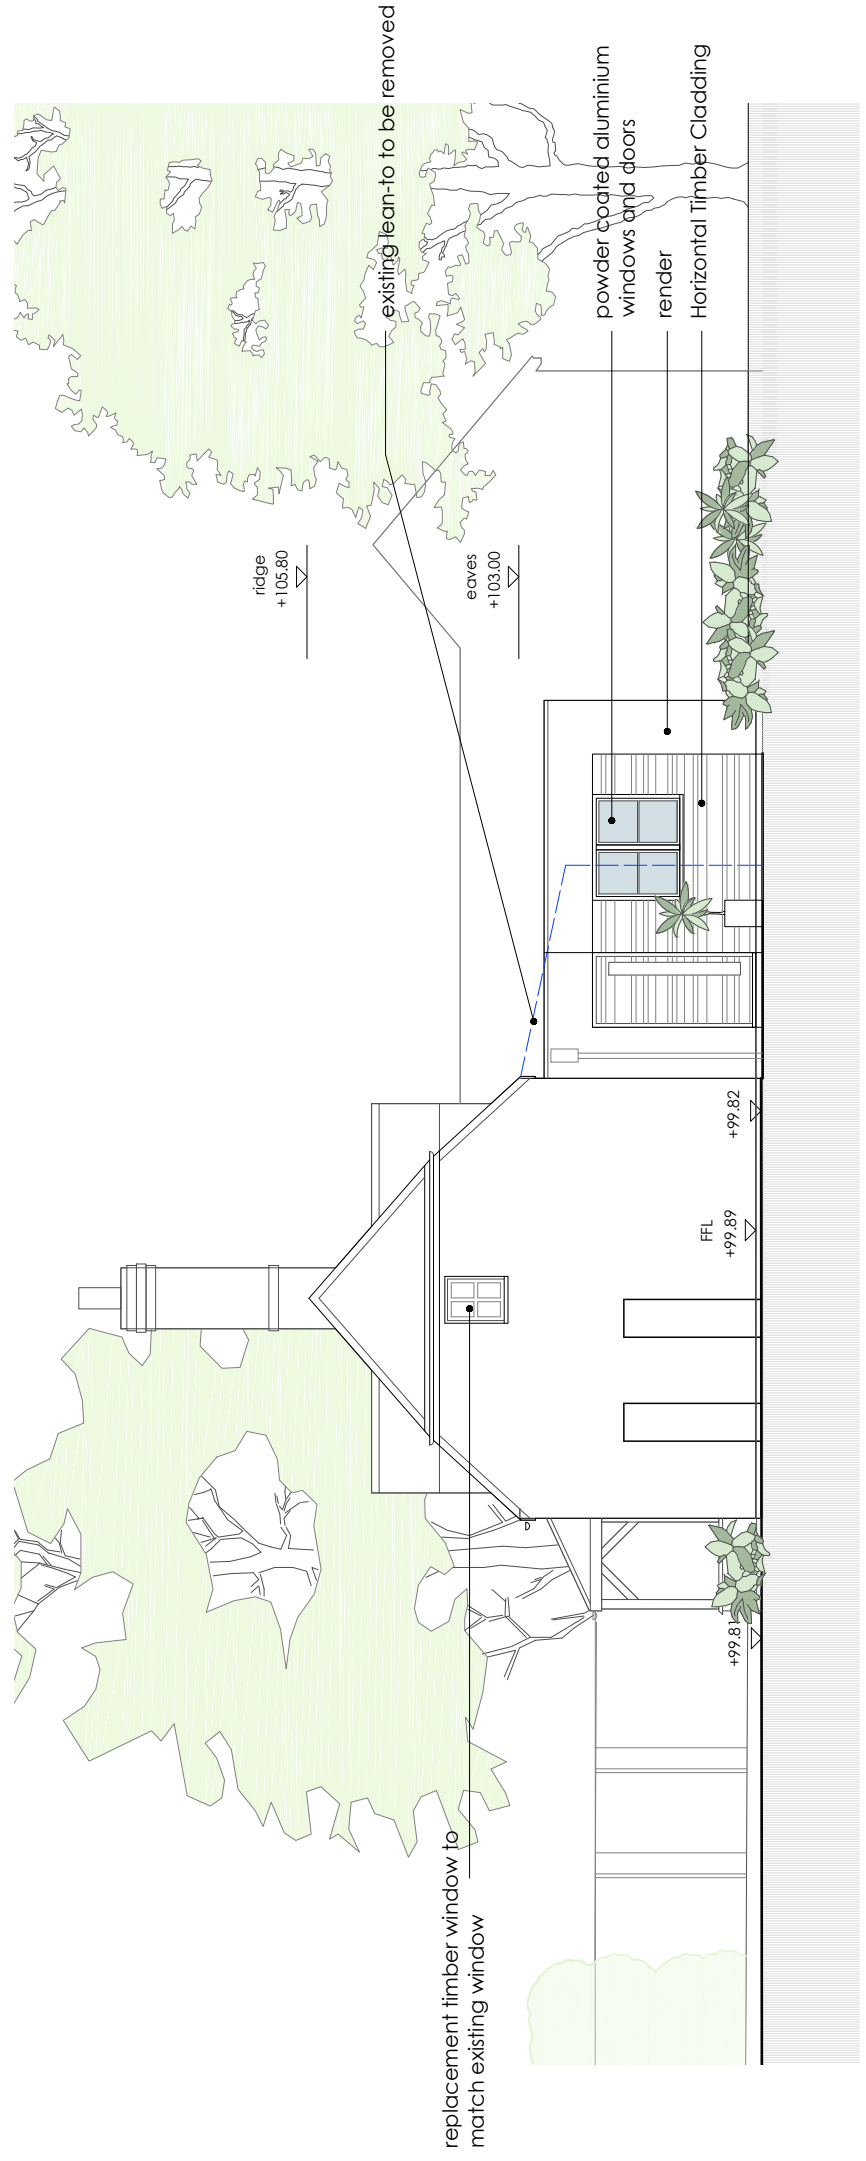 replacement timber window to
match existing window
+99.81
FFL
+99.89
+99.82
ridge
+105.80
eaves
+103.00
existing lean-to to be removed
powder coated aluminium
windows and doors
render
Horizontal Timber Cladding